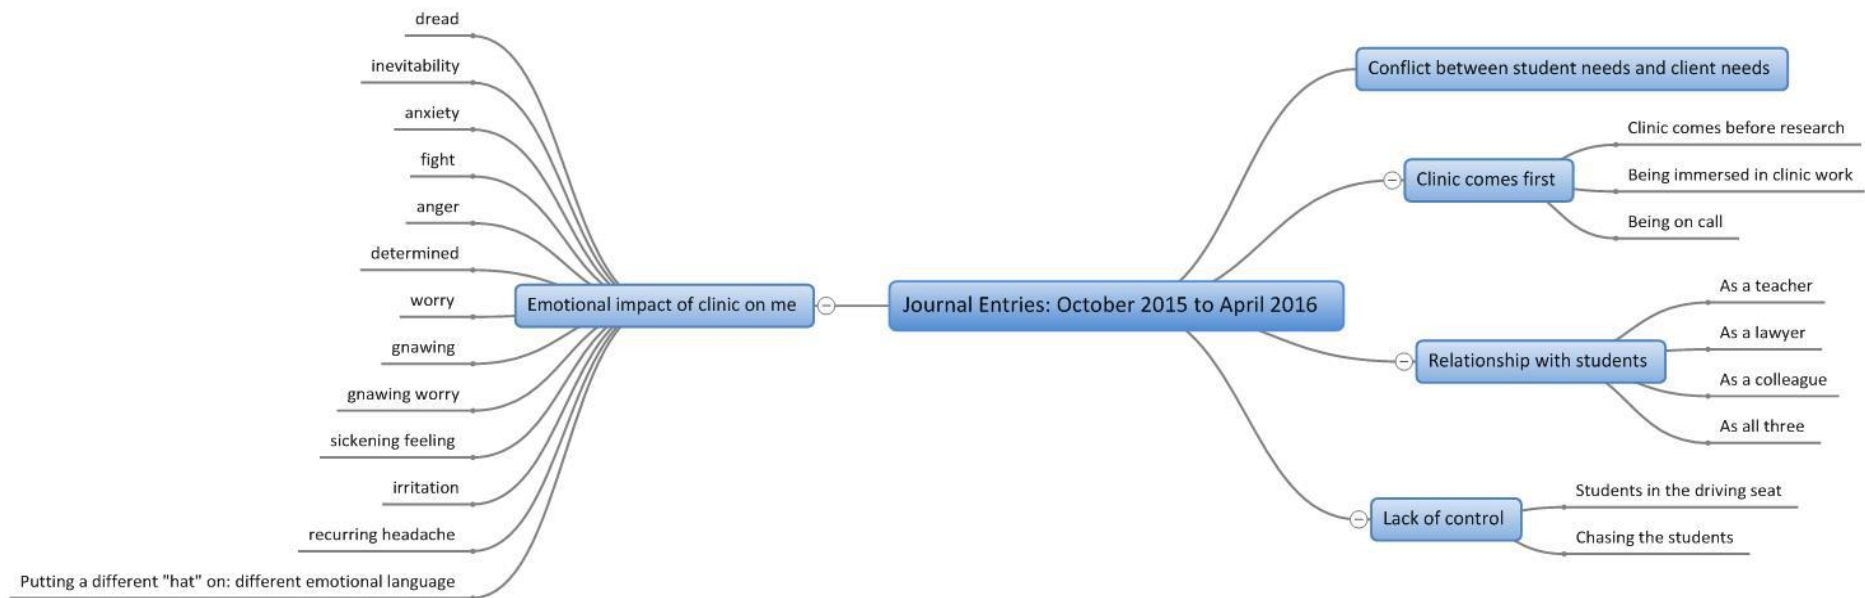 dread
inevitability
anxiety
fight
anger
determined
worry
gnawing
gnawing worry
sickening feeling
irritation
recurring headache
Putting a different "hat" on: different emotional language
Emotional impact of clinic on me
Journal Entries: October 2015 to April 2016
Conflict between student needs and client needs
Clinic comes first
Clinic comes before research
Being immersed in clinic work
Being on call
Relationship with students
As a teacher
As a lawyer
As a colleague
As all three
Lack of control
Students in the driving seat
Chasing the students